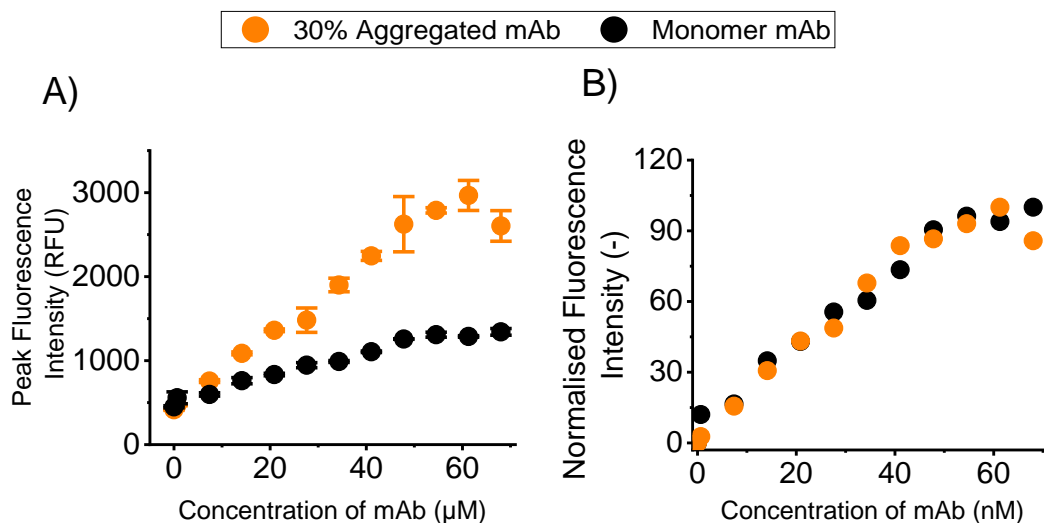 30% Aggregated mAb Monomer mAb
A)
B)
Peak Fluorescence
Intensity (RFU)
3000
2000
1000
0
0 20 40 60
Concentration of mAb (µM)
Normalised Fluorescence
Intensity (-)
120
90
60
30
0
0 20 40 60
Concentration of mAb (nM)